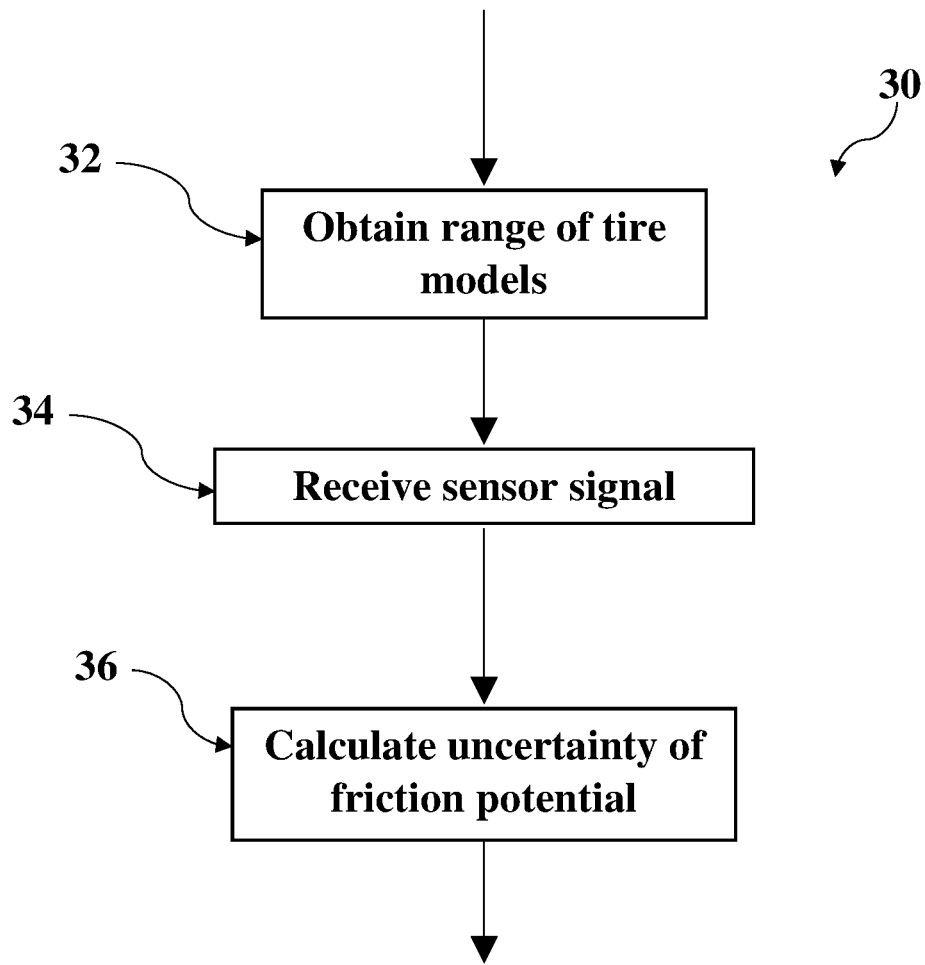 30
32
Obtain range of tire
models
34
Receive sensor signal
36
Calculate uncertainty of
friction potential